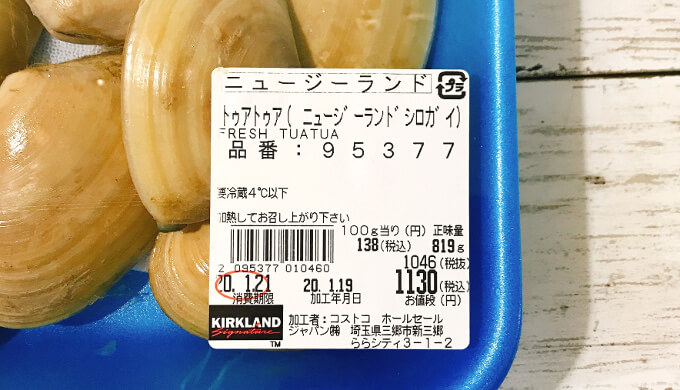 ニュージーランド
プラ
トゥアトゥア( ニュージーランドシロガイ)
FRESH TUATUA
品番:95377
要冷蔵4℃以下
加熱してお召し上がり下さい
100g当り(円) 正味量
138(税込) 819g
1046(税抜)
2 095377 010460
20. 1.21 20. 1.19 1130(税込)
消費期限 加工年月日 お値段(円)
KIRKLAND
Signature
TM
加工者:コストコ ホールセール
ジャパン㈱ 埼玉県三郷市新三郷
ららシティ3-1-2